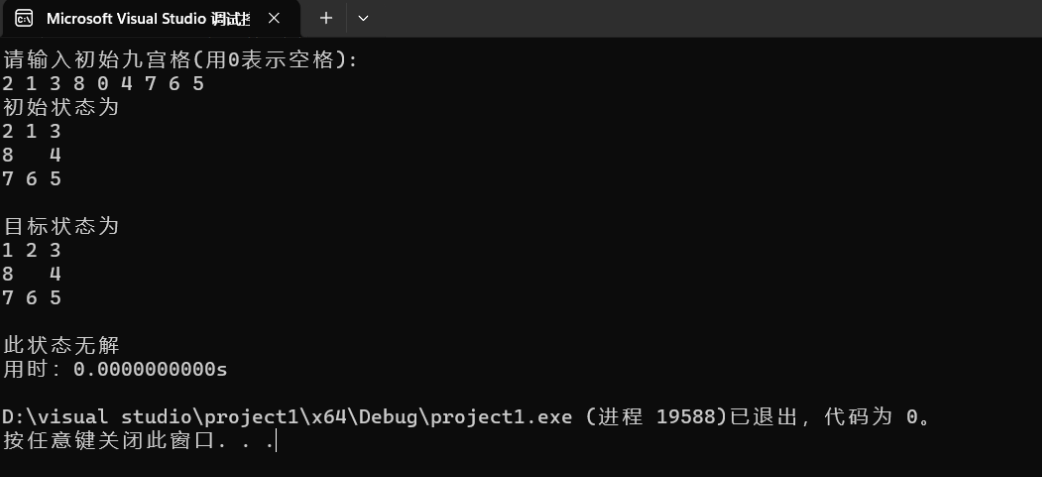 Microsoft Visual Studio 调试控
请输入初始九宫格(用0表示空格):
2 1 3 8 0 4 7 6 5
初始状态为
2 1 3
8   4
7 6 5
目标状态为
1 2 3
8   4
7 6 5
此状态无解
用时: 0.0000000000s
D:\visual studio\project1\x64\Debug\project1.exe (进程 19588)已退出，代码为 0。
按任意键关闭此窗口. . .